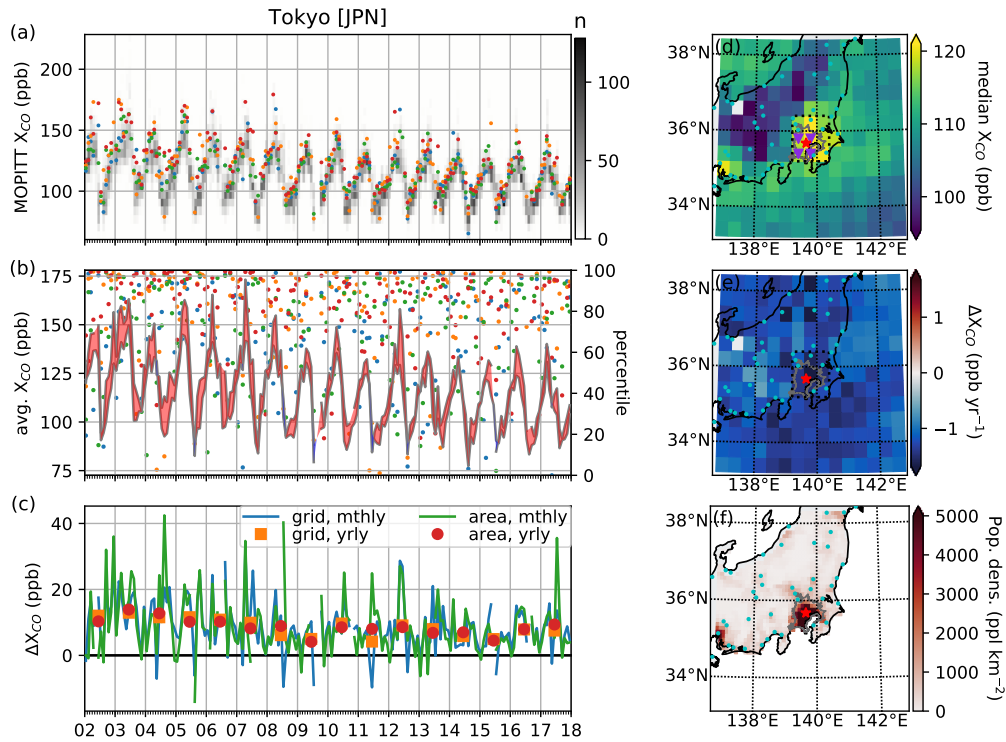 Tokyo [JPN]
(a)
n
MOPITT X_CO (ppb)
200
150
100
100
50
0
(b)
175
150
125
100
75
avg. X_CO (ppb)
100
80
60
40
20
0
percentile
(c)
grid, mthly
area, mthly
grid, yrly
area, yrly
40
20
0
ΔX_CO (ppb)
02 03 04 05 06 07 08 09 10 11 12 13 14 15 16 17 18
(d)
38°N
36°N
34°N
138°E 140°E 142°E
120
110
100
median X_CO (ppb)
(e)
38°N
36°N
34°N
138°E 140°E 142°E
1
0
−1
ΔX_CO (ppb yr⁻¹)
(f)
38°N
36°N
34°N
138°E 140°E 142°E
5000
4000
3000
2000
1000
0
Pop. dens. (ppl km⁻²)